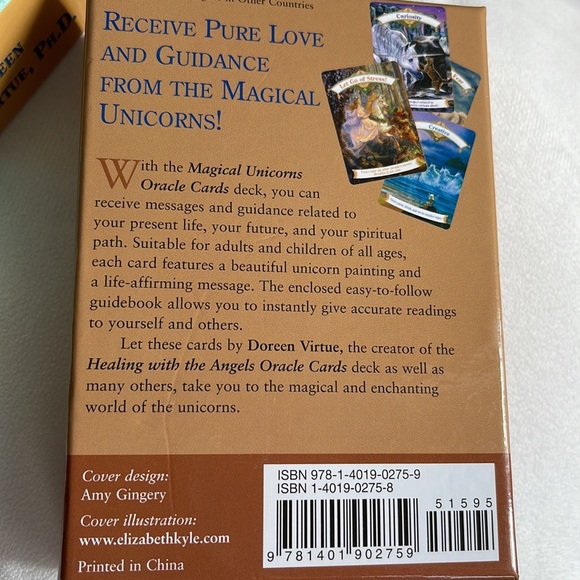 in Other Countries
RECEIVE PURE LOVE
AND GUIDANCE
FROM THE MAGICAL
UNICORNS!
Curiosity
Let Go of Stress!
Creative
With the Magical Unicorns
Oracle Cards deck, you can
receive messages and guidance related to
your present life, your future, and your spiritual
path. Suitable for adults and children of all ages,
each card features a beautiful unicorn painting and
a life-affirming message. The enclosed easy-to-follow
guidebook allows you to instantly give accurate readings
to yourself and others.
Let these cards by Doreen Virtue, the creator of the
Healing with the Angels Oracle Cards deck as well as
many others, take you to the magical and enchanting
world of the unicorns.
Cover design:
Amy Gingery
Cover illustration:
www.elizabethkyle.com
Printed in China
ISBN 978-1-4019-0275-9
ISBN 1-4019-0275-8
51595
9 781401 902759